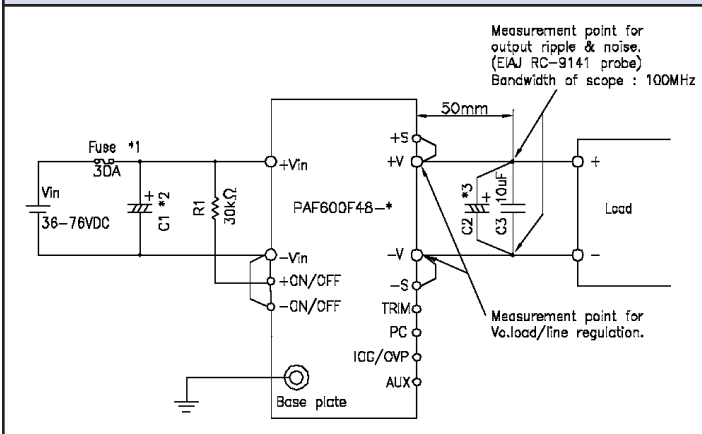 Measurement point for
output ripple & noise.
(EIAJ RC-9141 probe)
Bandwidth of scope : 100MHz
50mm
Fuse *1
30A
Vin
36-76VDC
+
C1 *2
R1
30kΩ
+Vin
-Vin
+ON/OFF
-ON/OFF
PAF600F48-*
Base plate
+S
+V
-V
-S
TRIM
PC
IOG/OVP
AUX
*3
+
C2
C3
10uF
+
-
Load
Measurement point for
Vo.load/line regulation.